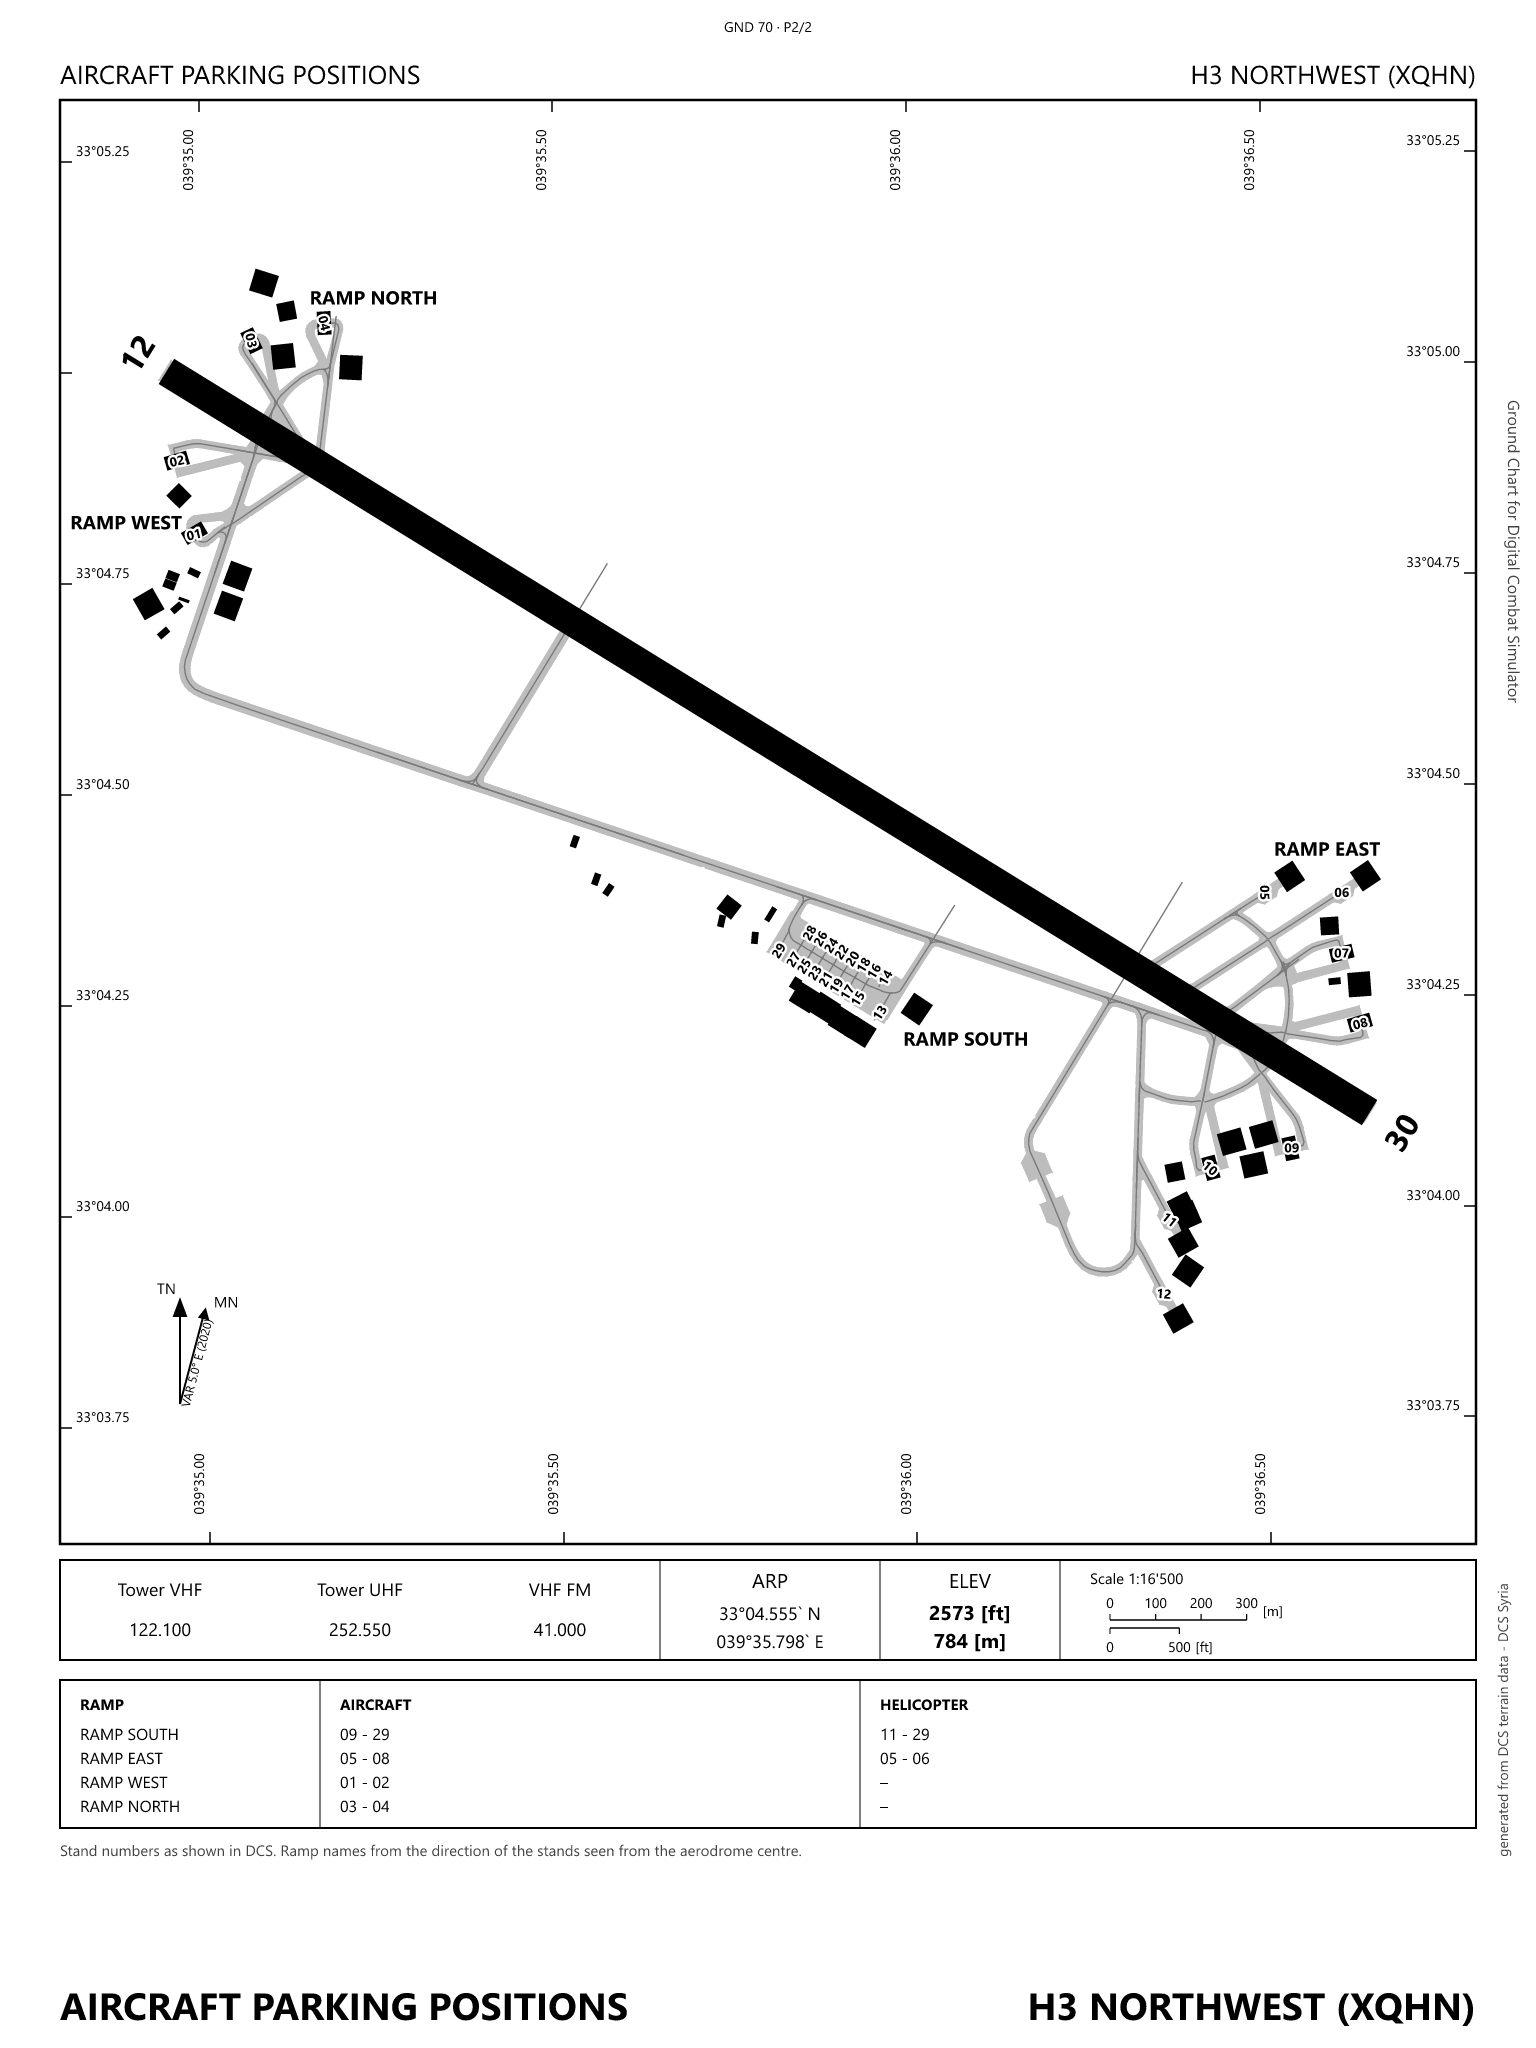 GND 70 · P2/2
AIRCRAFT PARKING POSITIONS
H3 NORTHWEST (XQHN)
039°35.00
039°35.50
039°36.00
039°36.50
33°05.25
33°05.25
RAMP NORTH
04
03
12
33°05.00
02
RAMP WEST
01
33°04.75
33°04.75
33°04.50
33°04.50
RAMP EAST
05
06
07
08
28
26
24
22
20
18
16
14
29
27
25
23
21
19
17
15
13
RAMP SOUTH
33°04.25
33°04.25
30
09
10
11
12
33°04.00
33°04.00
TN
MN
VAR 5.0° E (2020)
33°03.75
33°03.75
039°35.00
039°35.50
039°36.00
039°36.50
Ground Chart for Digital Combat Simulator
Tower VHF
122.100
Tower UHF
252.550
VHF FM
41.000
ARP
33°04.555` N
039°35.798` E
ELEV
2573 [ft]
784 [m]
Scale 1:16'500
0 100 200 300 [m]
0 500 [ft]
RAMP AIRCRAFT HELICOPTER
RAMP SOUTH 09 - 29 11 - 29
RAMP EAST 05 - 08 05 - 06
RAMP WEST 01 - 02 –
RAMP NORTH 03 - 04 –
generated from DCS terrain data - DCS Syria
Stand numbers as shown in DCS. Ramp names from the direction of the stands seen from the aerodrome centre.
AIRCRAFT PARKING POSITIONS
H3 NORTHWEST (XQHN)